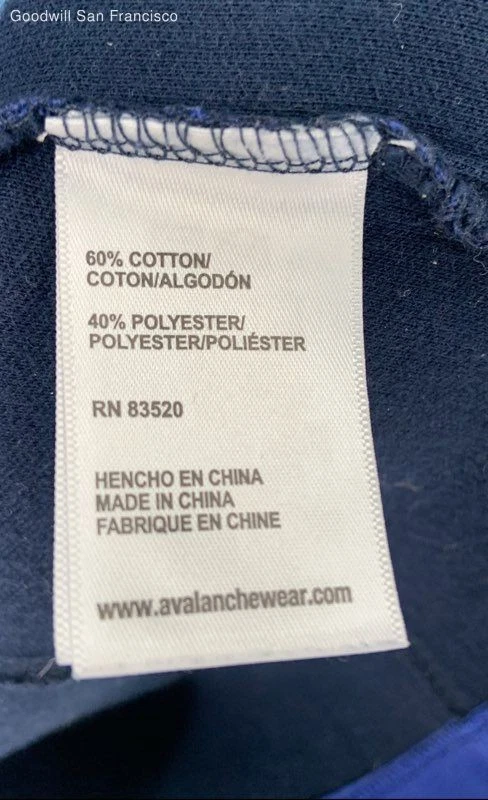 Goodwill San Francisco
60% COTTON/
COTON/ALGODÓN
40% POLYESTER/
POLYESTER/POLIÉSTER
RN 83520
HENCHO EN CHINA
MADE IN CHINA
FABRIQUE EN CHINE
www.avalanchewear.com